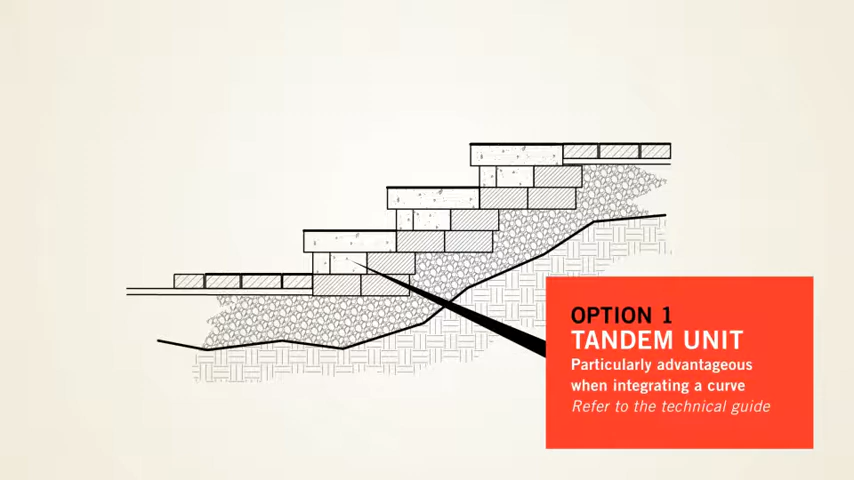 OPTION 1
TANDEM UNIT
Particularly advantageous
when integrating a curve
Refer to the technical guide